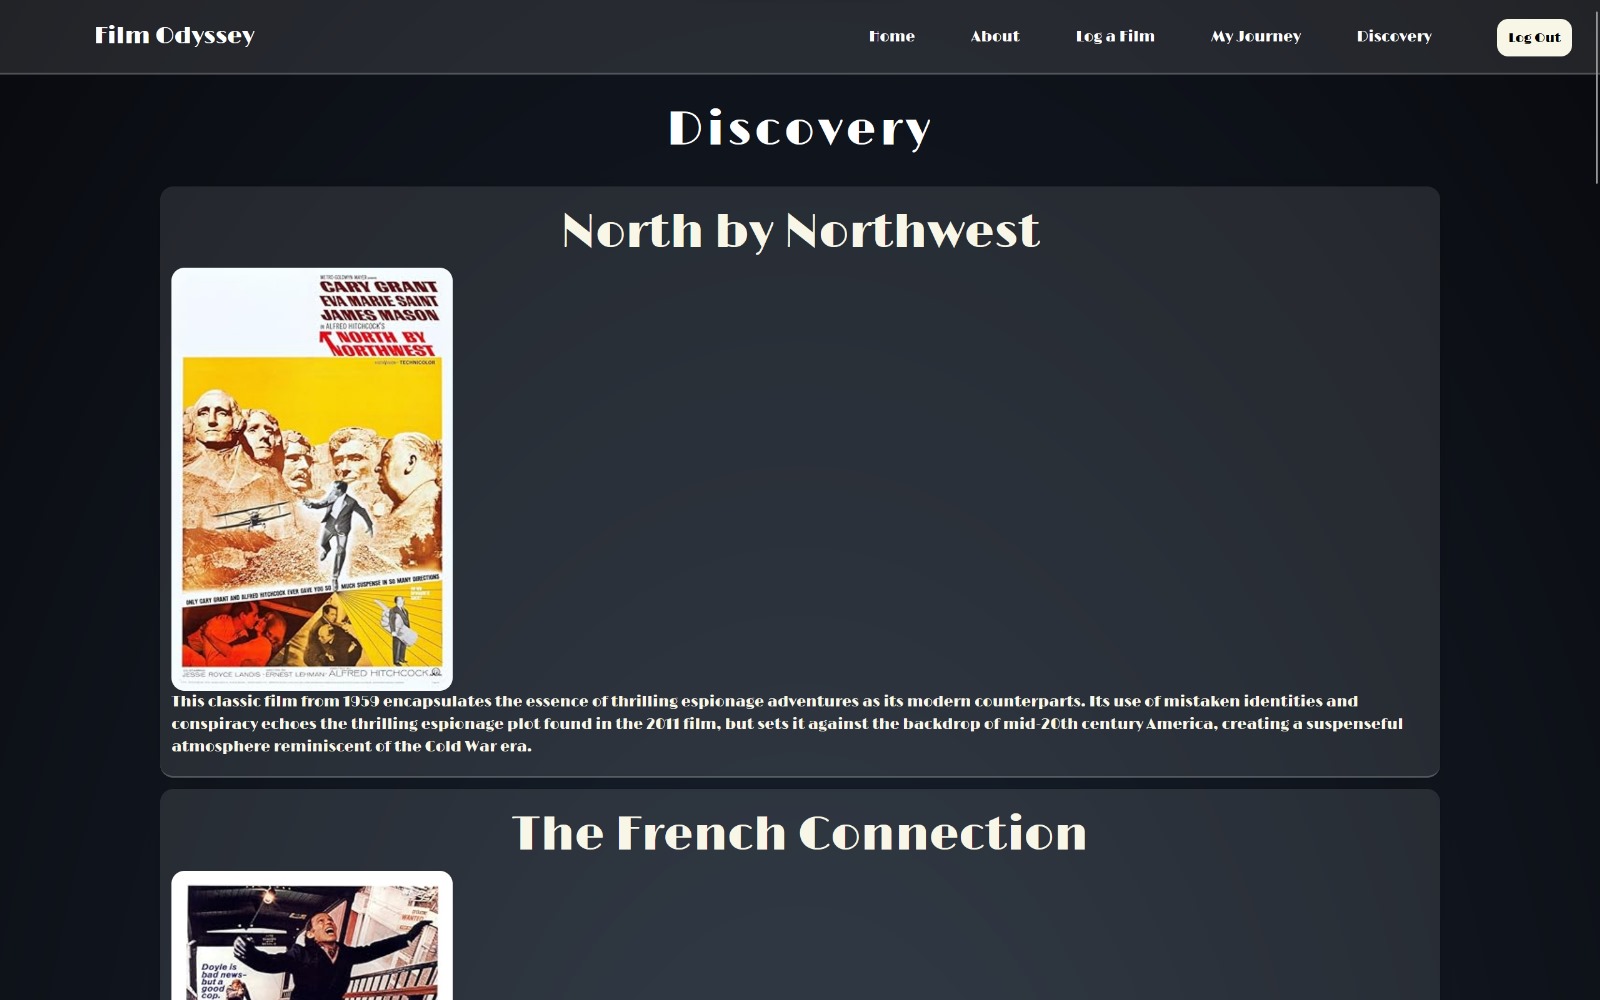 Film Odyssey
Home About Log a Film My Journey Discovery Log Out
Discovery
North by Northwest
METRO-GOLDWYN-MAYER
CARY GRANT
EVA MARIE SAINT
JAMES MASON
IN ALFRED HITCHCOCK'S
NORTH BY
NORTHWEST
TECHNICOLOR
ONLY CARY GRANT AND ALFRED HITCHCOCK EVER GAVE YOU SO MUCH SUSPENSE IN SO MANY DIRECTIONS
JESSIE ROYCE LANDIS · ERNEST LEHMAN · ALFRED HITCHCOCK
This classic film from 1959 encapsulates the essence of thrilling espionage adventures as its modern counterparts. Its use of mistaken identities and
conspiracy echoes the thrilling espionage plot found in the 2011 film, but sets it against the backdrop of mid-20th century America, creating a suspenseful
atmosphere reminiscent of the Cold War era.
The French Connection
Doyle is
bad news-
but a
good
cop.